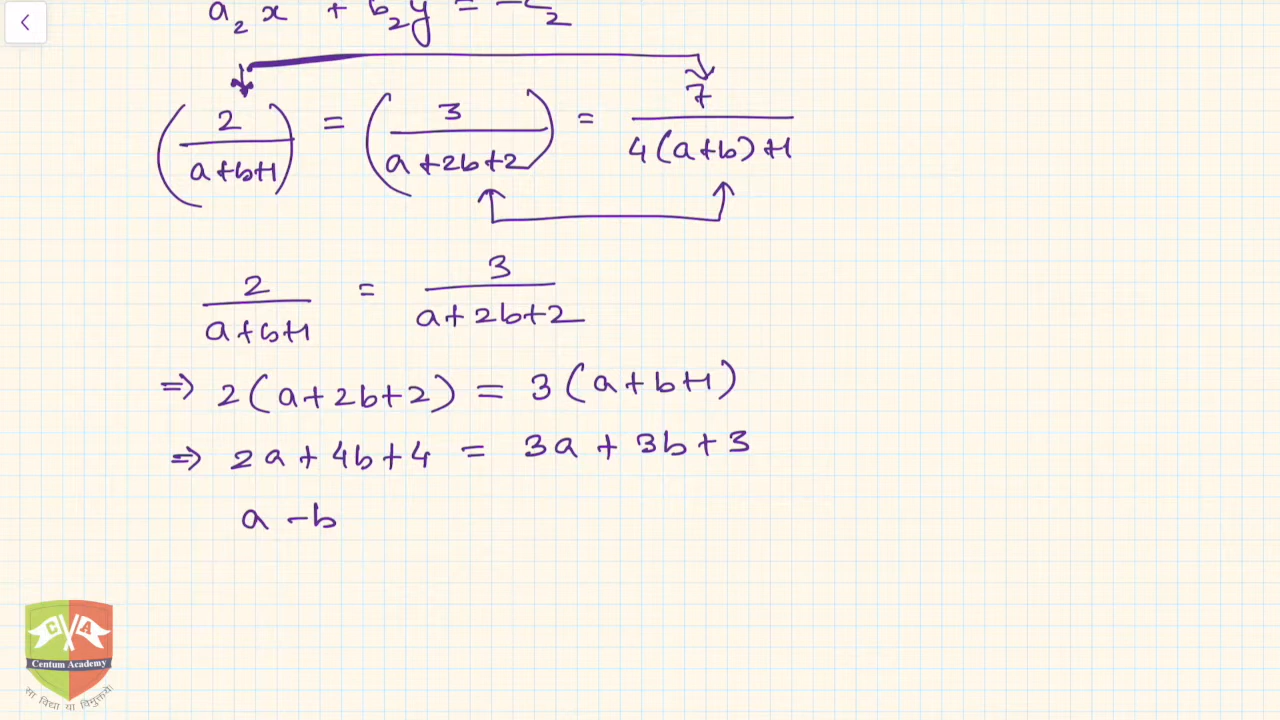 a₂x + b₂y = -c₂
(2/(a+b+1)) = (3/(a+2b+2)) = 7/(4(a+b)+1)
2/(a+b+1) = 3/(a+2b+2)
⇒ 2(a+2b+2) = 3(a+b+1)
⇒ 2a+4b+4 = 3a+3b+3
a -b
C A
Centum Academy
सा विद्या या विमुक्तये